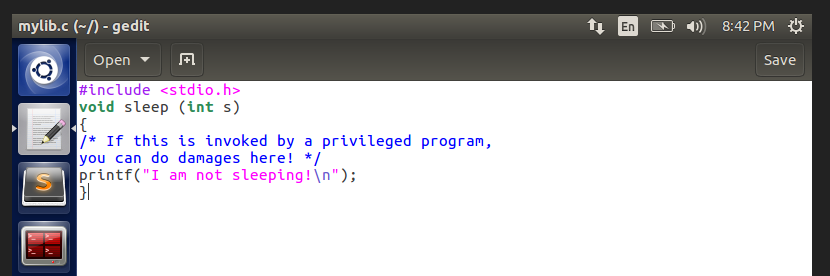 mylib.c (~/) - gedit
En
8:42 PM
Open
Save
#include <stdio.h>
void sleep (int s)
{
/* If this is invoked by a privileged program,
you can do damages here! */
printf("I am not sleeping!\n");
}